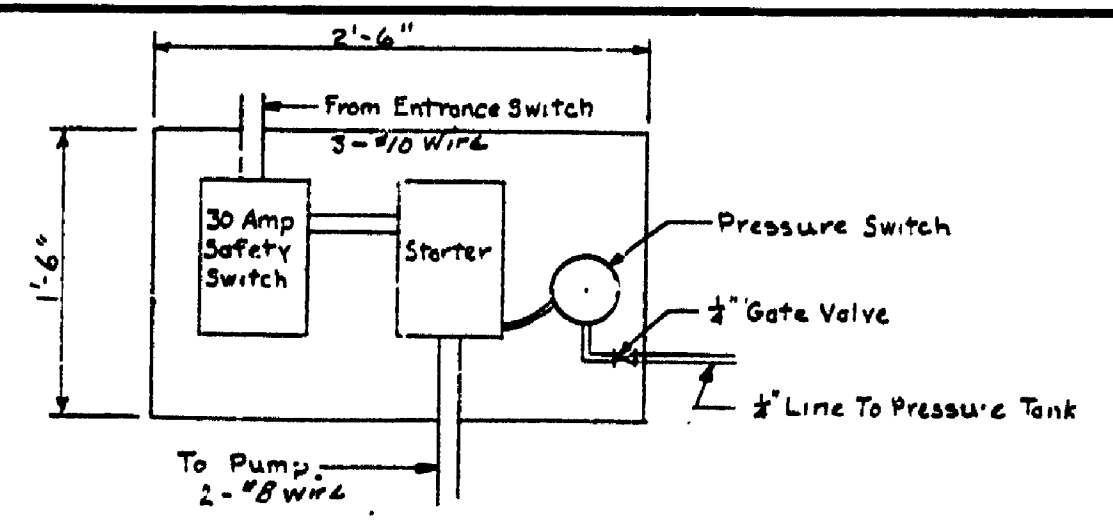 2'-6"
From Entrance Switch
3-#10 Wire
1'-6"
30 Amp
Safety
Switch
Starter
Pressure Switch
¼" Gate Valve
¼" Line To Pressure Tank
To Pump
2-#8 Wire